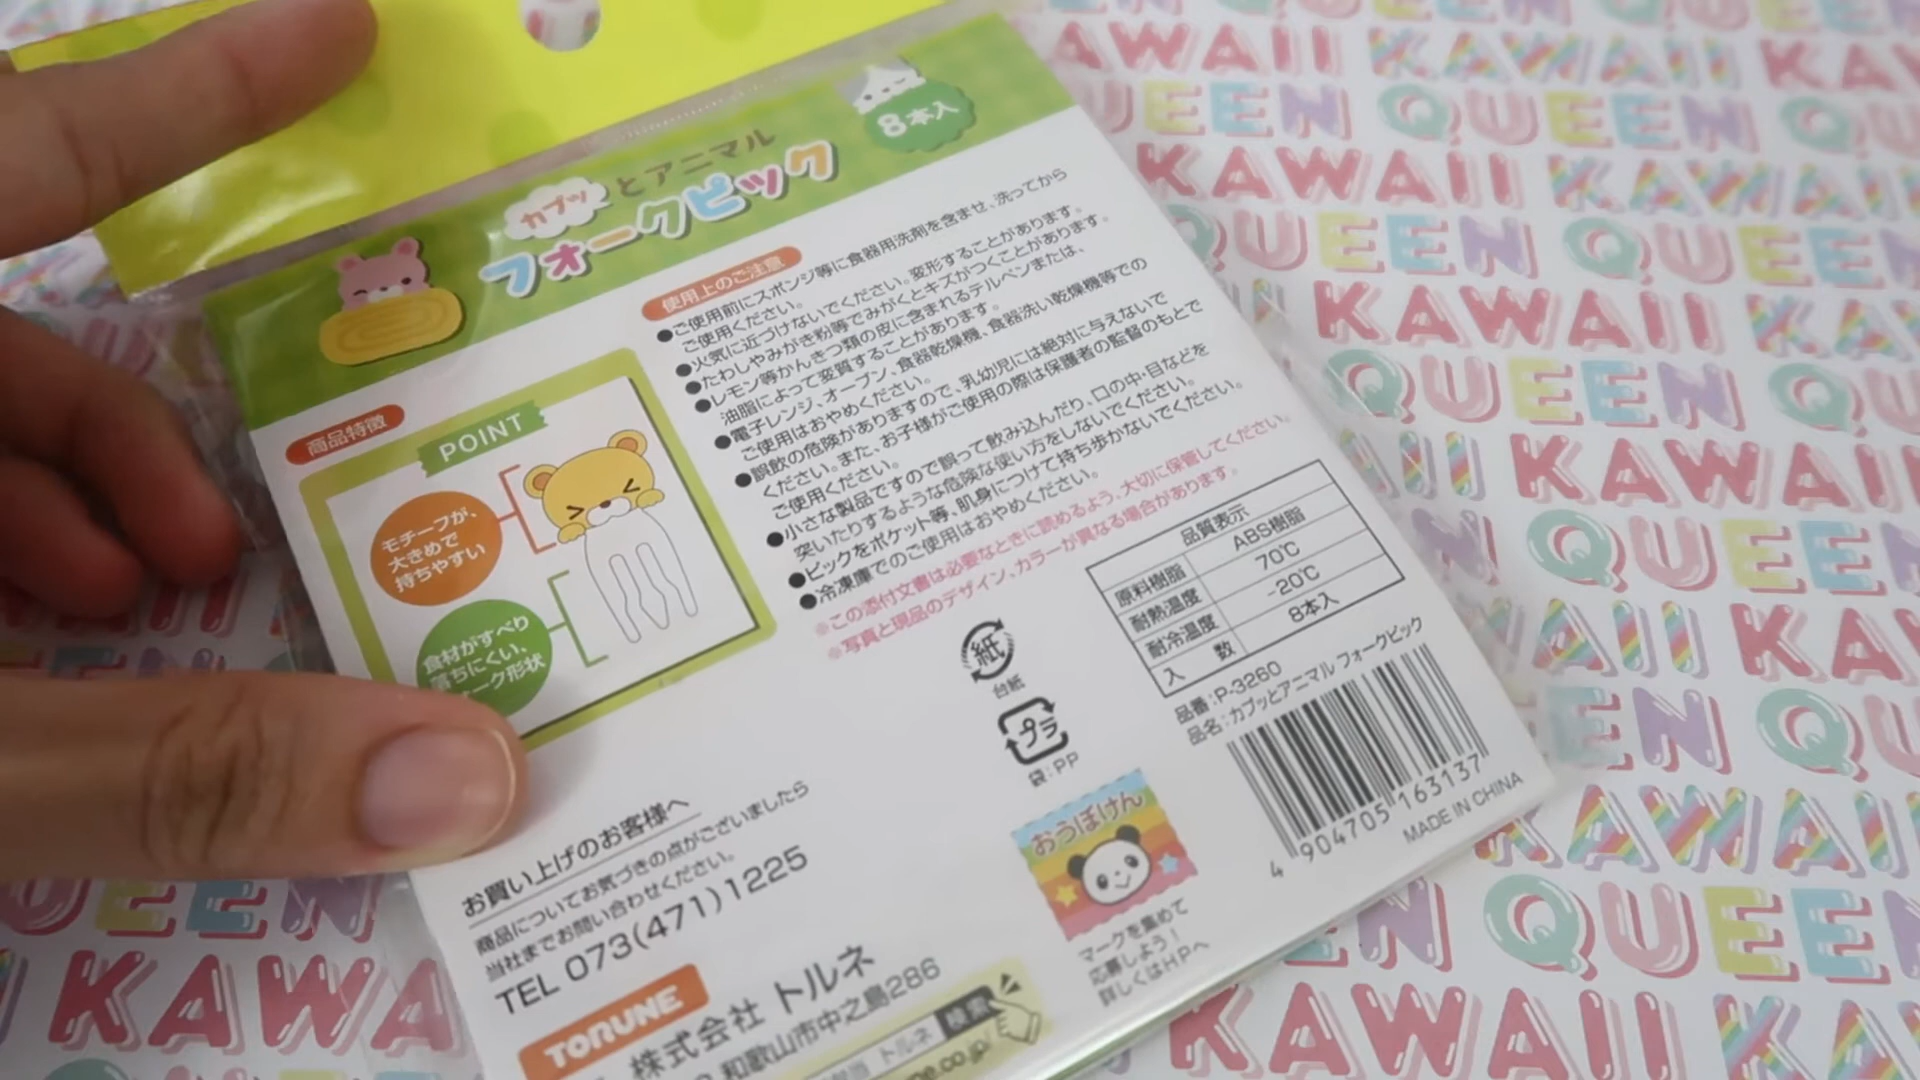 カプッとアニマル
フォークピック
8本入
使用上のご注意
●ご使用前にスポンジ等に食器用洗剤を含ませ、洗ってから
ご使用ください。
●火気に近づけないでください。変形することがあります。
●たわしやみがき粉等でみがくとキズがつくことがあります。
●レモン等かんきつ類の皮に含まれるテルペンまたは、
油脂によって変質することがあります。
●電子レンジ、オーブン、食器乾燥機、食器洗い乾燥機等での
ご使用はおやめください。
●誤飲の危険がありますので、乳幼児には絶対に与えないで
ください。また、お子様がご使用の際は保護者の監督のもとで
ご使用ください。
●小さな製品ですので誤って飲み込んだり、口の中・目などを
突いたりするような危険な使い方をしないでください。
●ピックをポケット等、肌身につけて持ち歩かないでください。
●冷凍庫でのご使用はおやめください。
※この添付文書は必要なときに読めるよう、大切に保管してください。
※写真と現品のデザイン、カラーが異なる場合があります。
商品特徴
POINT
モチーフが、
大きめで
持ちやすい
食材がすべり
落ちにくい、
ーク形状
品質表示
原料樹脂 ABS樹脂
耐熱温度 70℃
耐冷温度 -20℃
入数 8本入
品番:P-3260
品名:カプッとアニマル フォークピック
4 904705 163137
MADE IN CHINA
紙
台紙
プラ
袋:PP
おうぼけん
マークを集めて
応募しよう!
詳しくはHPへ
お買い上げのお客様へ
商品についてお気づきの点がございましたら
当社までお問い合わせください。
TEL 073(471)1225
TORUNE
株式会社 トルネ
和歌山市中之島286
トルネ 検索
ne.co.jp/
KAWAII
QUEEN